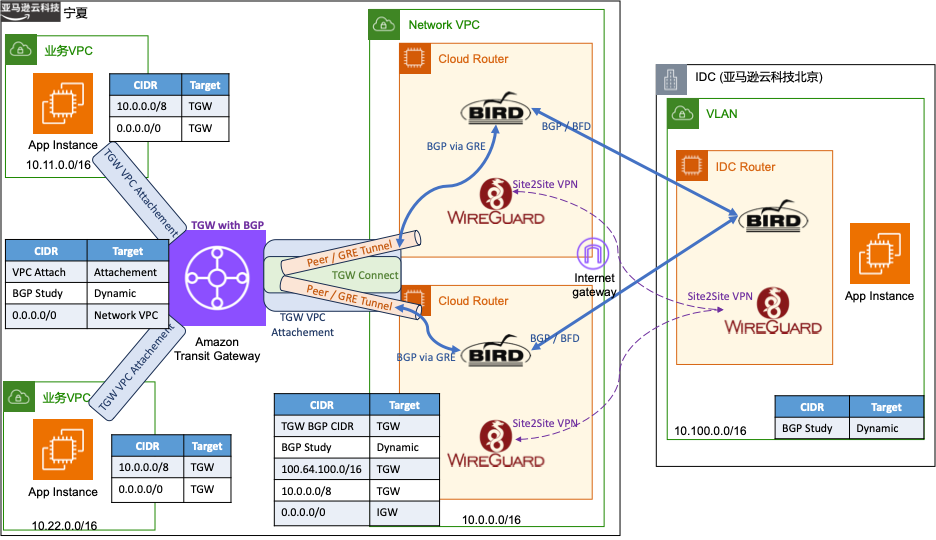 亚马逊云科技
宁夏
业务VPC
App Instance
10.11.0.0/16
CIDR Target
10.0.0.0/8 TGW
0.0.0.0/0 TGW
TGW VPC Attachement
TGW with BGP
CIDR Target
VPC Attach Attachement
BGP Study Dynamic
0.0.0.0/0 Network VPC
Amazon
Transit Gateway
TGW VPC Attachement
业务VPC
App Instance
10.22.0.0/16
CIDR Target
10.0.0.0/8 TGW
0.0.0.0/0 TGW
Peer / GRE Tunnel
TGW Connect
Peer / GRE Tunnel
TGW VPC
Attachement
Network VPC
Cloud Router
BIRD
BGP via GRE
BGP / BFD
Site2Site VPN
WIREGUARD
Internet
gateway
Cloud Router
BGP via GRE
BIRD
BGP / BFD
Site2Site VPN
WIREGUARD
CIDR Target
TGW BGP CIDR TGW
BGP Study Dynamic
100.64.100.0/16 TGW
10.0.0.0/8 TGW
0.0.0.0/0 IGW
10.0.0.0/16
IDC (亚马逊云科技北京)
VLAN
IDC Router
BIRD
Site2Site VPN
WIREGUARD
App Instance
10.100.0.0/16
CIDR Target
BGP Study Dynamic